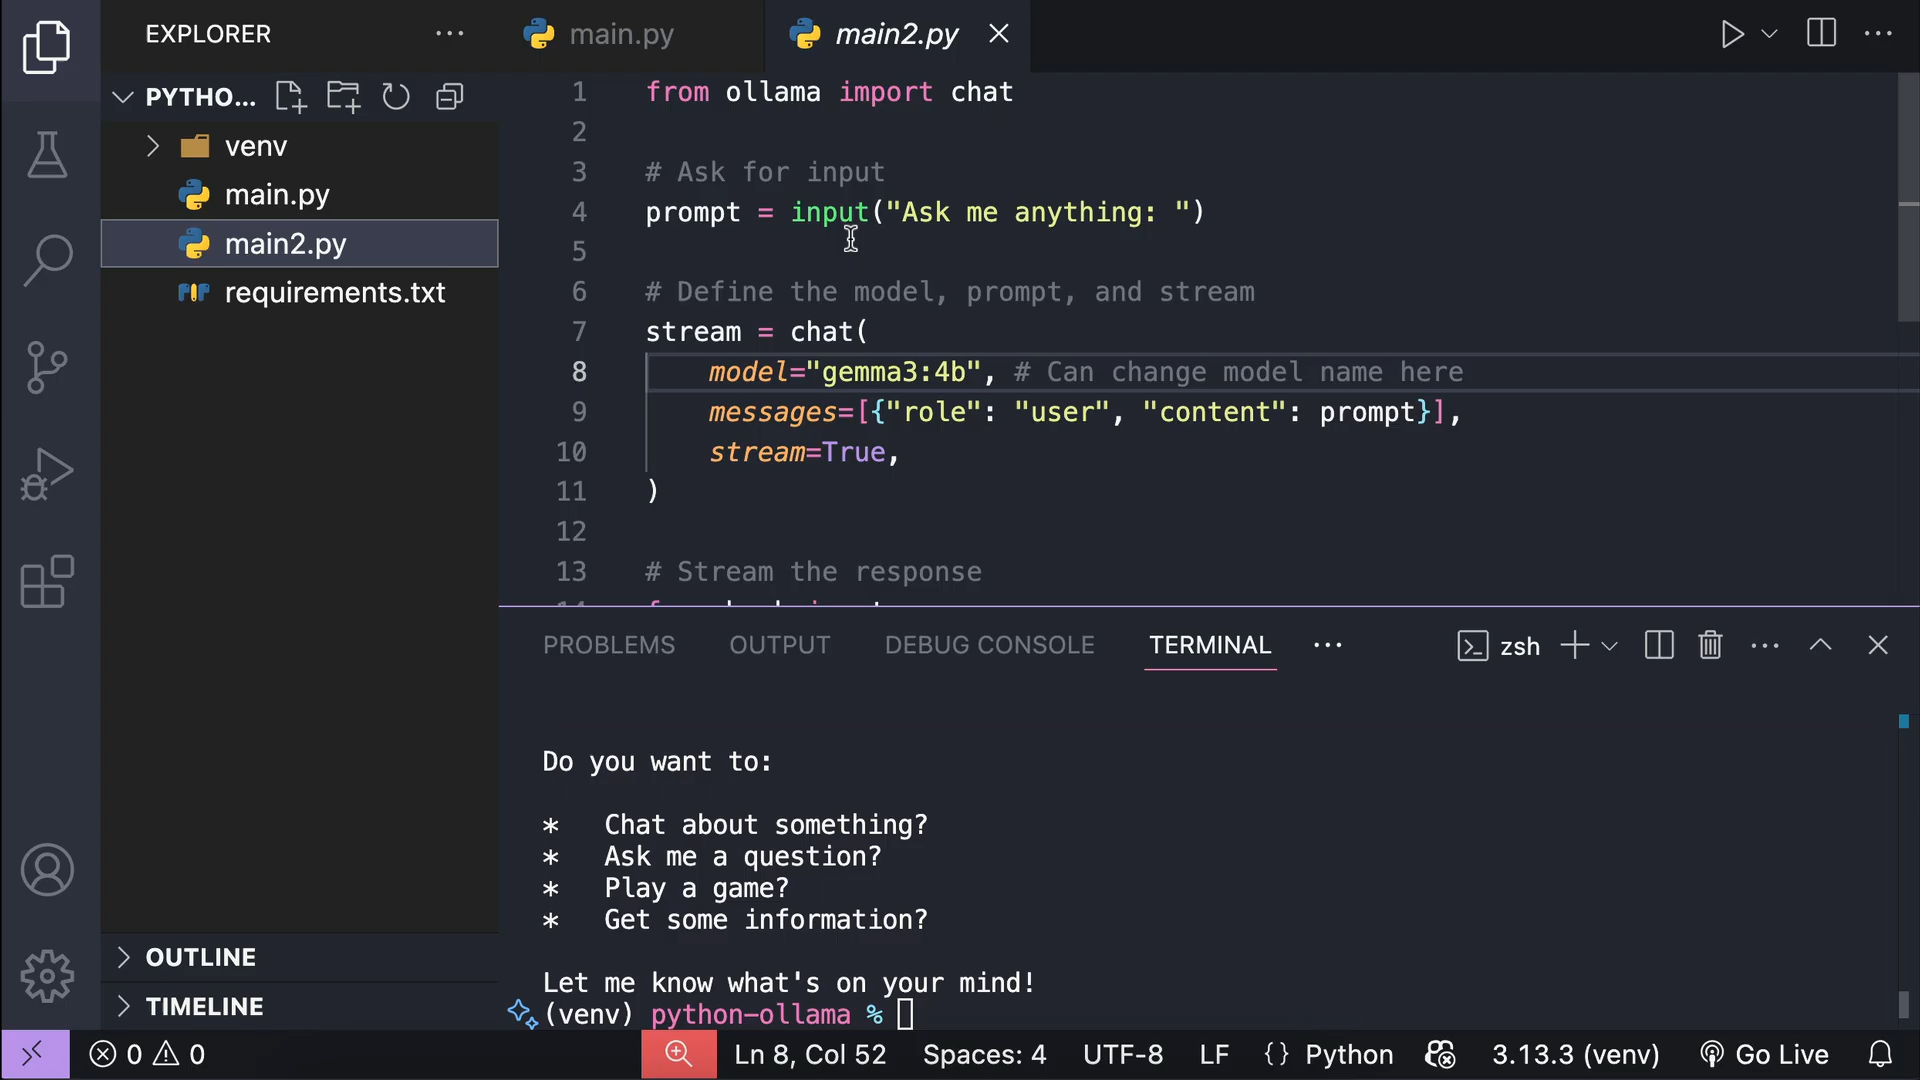 EXPLORER
main.py
main2.py
PYTHO...
venv
main.py
main2.py
requirements.txt
OUTLINE
TIMELINE
1 from ollama import chat
2
3 # Ask for input
4 prompt = input("Ask me anything: ")
5
6 # Define the model, prompt, and stream
7 stream = chat(
8 model="gemma3:4b", # Can change model name here
9 messages=[{"role": "user", "content": prompt}],
10 stream=True,
11 )
12
13 # Stream the response
PROBLEMS OUTPUT DEBUG CONSOLE TERMINAL ... zsh
Do you want to:
* Chat about something?
* Ask me a question?
* Play a game?
* Get some information?
Let me know what's on your mind!
(venv) python-ollama %
0 0 Ln 8, Col 52 Spaces: 4 UTF-8 LF {} Python 3.13.3 (venv) Go Live